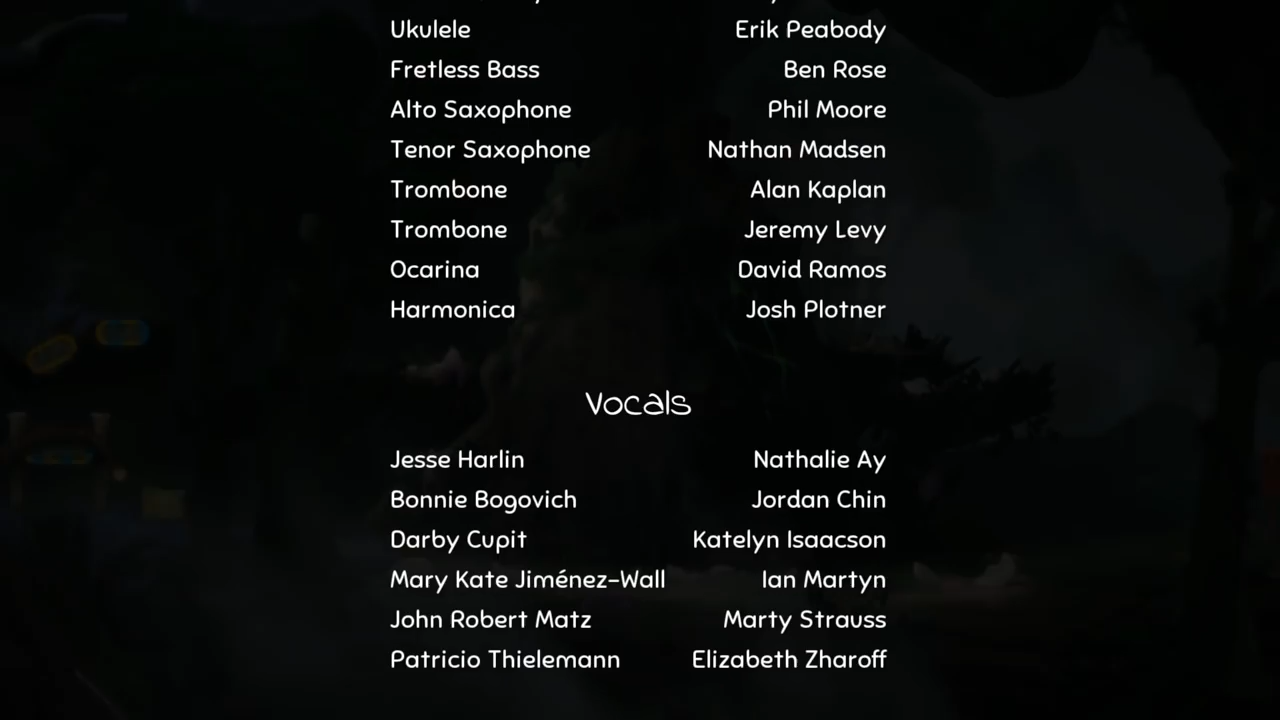 Ukulele Erik Peabody
Fretless Bass Ben Rose
Alto Saxophone Phil Moore
Tenor Saxophone Nathan Madsen
Trombone Alan Kaplan
Trombone Jeremy Levy
Ocarina David Ramos
Harmonica Josh Plotner
Vocals
Jesse Harlin Nathalie Ay
Bonnie Bogovich Jordan Chin
Darby Cupit Katelyn Isaacson
Mary Kate Jiménez-Wall Ian Martyn
John Robert Matz Marty Strauss
Patricio Thielemann Elizabeth Zharoff